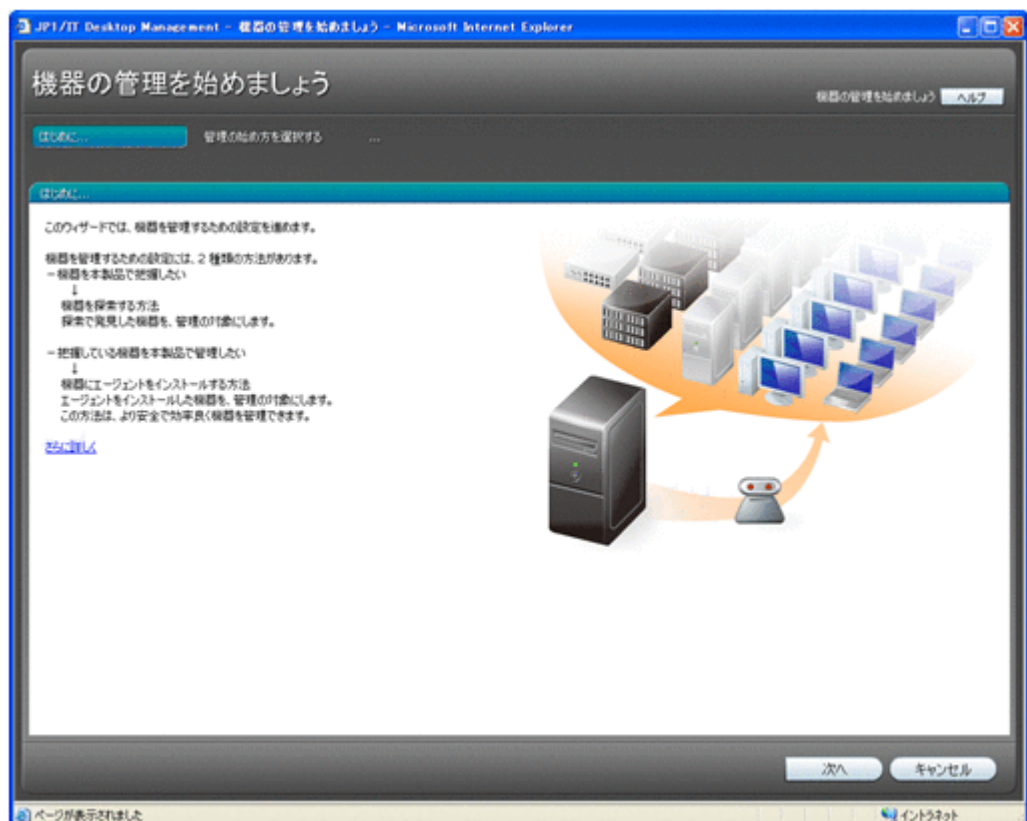 JP1/IT Desktop Management - 機器の管理を始めましょう - Microsoft Internet Explorer
機器の管理を始めましょう
機器の管理を始めましょう ヘルプ
はじめに... 管理の始め方を選択する ...
はじめに...
このウィザードでは、機器を管理するための設定を進めます。
機器を管理するための設定には、2 種類の方法があります。
－機器を本製品で把握したい
↓
機器を探索する方法
探索で発見した機器を、管理の対象にします。
－把握している機器を本製品で管理したい
↓
機器にエージェントをインストールする方法
エージェントをインストールした機器を、管理の対象にします。
この方法は、より安全で効率良く機器を管理できます。
さらに詳しく
次へ キャンセル
ページが表示されました イントラネット